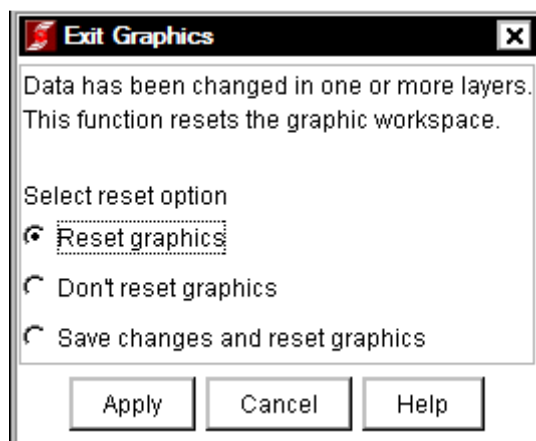 Exit Graphics
Data has been changed in one or more layers.
This function resets the graphic workspace.
Select reset option
Reset graphics
Don't reset graphics
Save changes and reset graphics
Apply Cancel Help